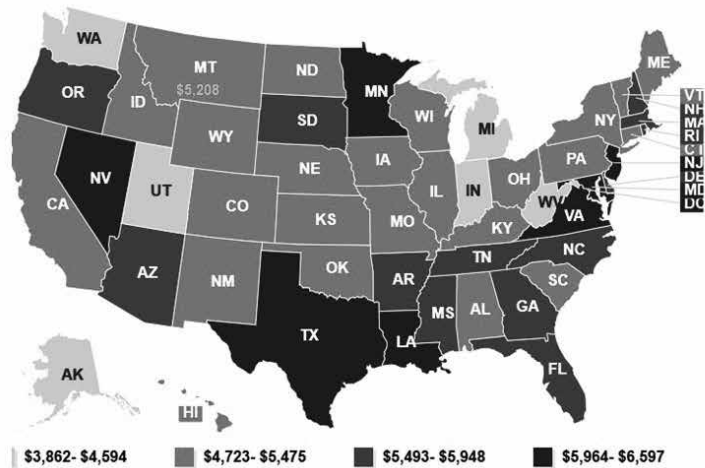 WA
MT
ND
MN
ME
OR
ID
$5,208
SD
WI
MI
NY
VT
NH
MA
RI
CT
NJ
DE
MD
DC
WY
IA
PA
NV
UT
NE
IL
IN
OH
WV
VA
CA
CO
KS
MO
KY
AZ
NM
OK
AR
TN
NC
SC
TX
LA
MS
AL
GA
FL
AK
HI
$3,862- $4,594
$4,723- $5,475
$5,493- $5,948
$5,964- $6,597